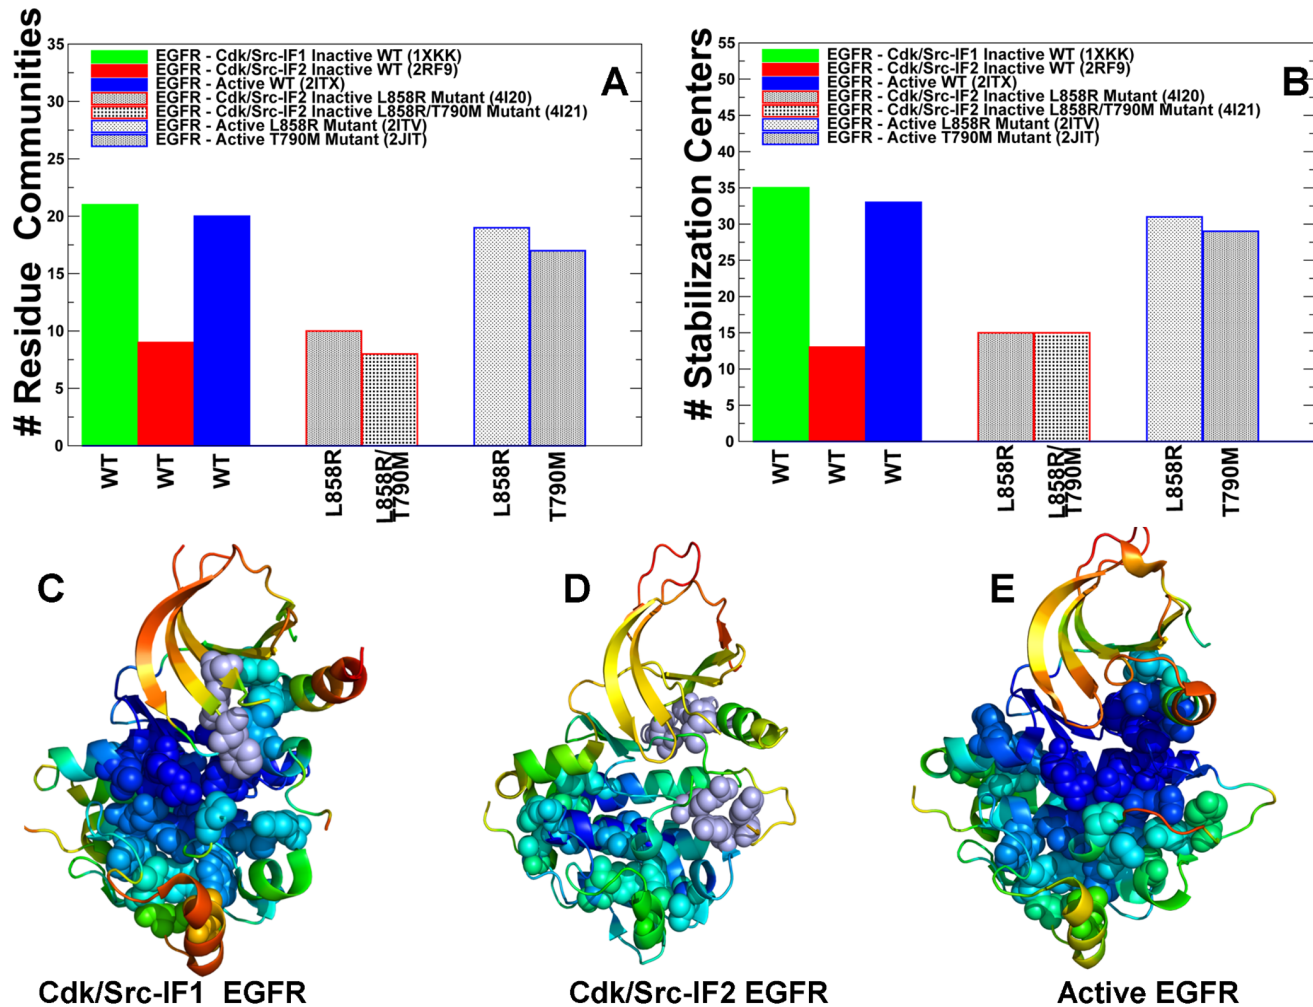 # Residue Communities
35
30
25
20
15
10
5
0
EGFR - Cdk/Src-IF1 Inactive WT (1XKK)
EGFR - Cdk/Src-IF2 Inactive WT (2RF9)
EGFR - Active WT (2ITX)
EGFR - Cdk/Src-IF2 Inactive L858R Mutant (4I20)
EGFR - Cdk/Src-IF2 Inactive L858R/T790M Mutant (4I21)
EGFR - Active L858R Mutant (2ITV)
EGFR - Active T790M Mutant (2JIT)
A
WT
WT
WT
L858R
L858R/
T790M
L858R
T790M
# Stabilization Centers
55
50
45
40
35
30
25
20
15
10
5
0
EGFR - Cdk/Src-IF1 Inactive WT (1XKK)
EGFR - Cdk/Src-IF2 Inactive WT (2RF9)
EGFR - Active WT (2ITX)
EGFR - Cdk/Src-IF2 Inactive L858R Mutant (4I20)
EGFR - Cdk/Src-IF2 Inactive L858R/T790M Mutant (4I21)
EGFR - Active L858R Mutant (2ITV)
EGFR - Active T790M Mutant (2JIT)
B
WT
WT
WT
L858R
L858R/
T790M
L858R
T790M
C
D
E
Cdk/Src-IF1 EGFR
Cdk/Src-IF2 EGFR
Active EGFR